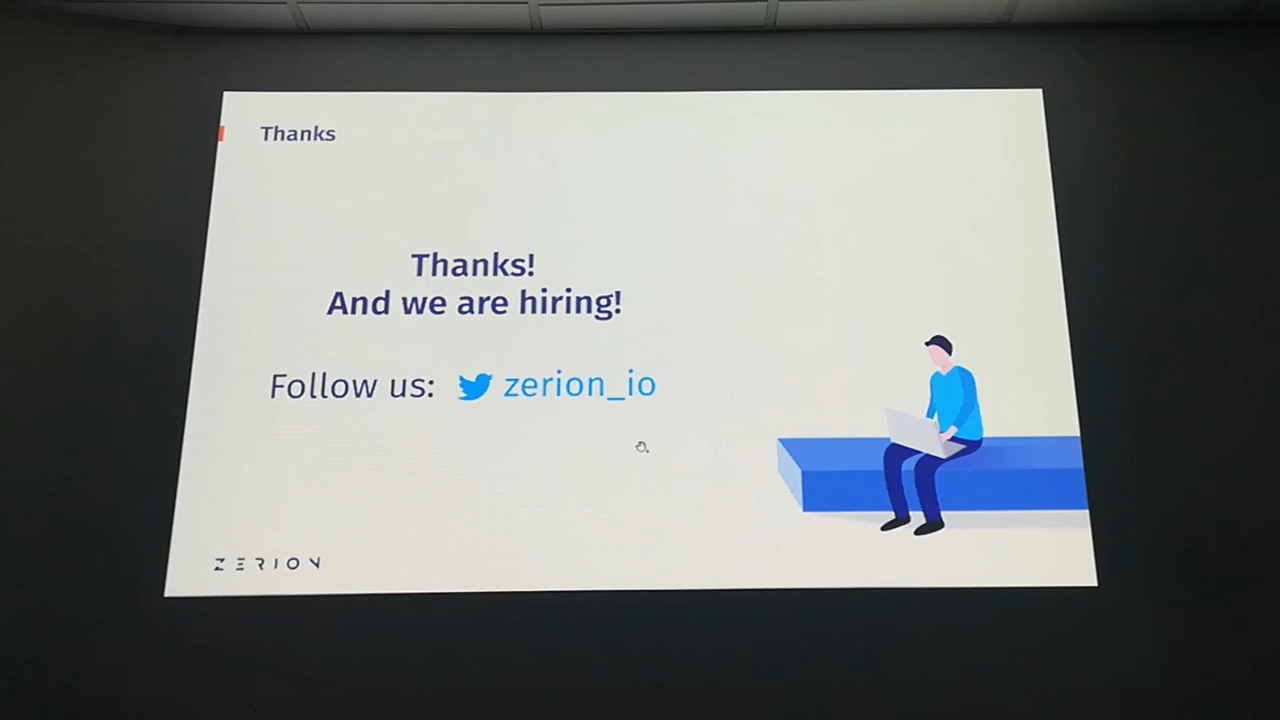 Thanks
Thanks!
And we are hiring!
Follow us: zerion_io
ZERION